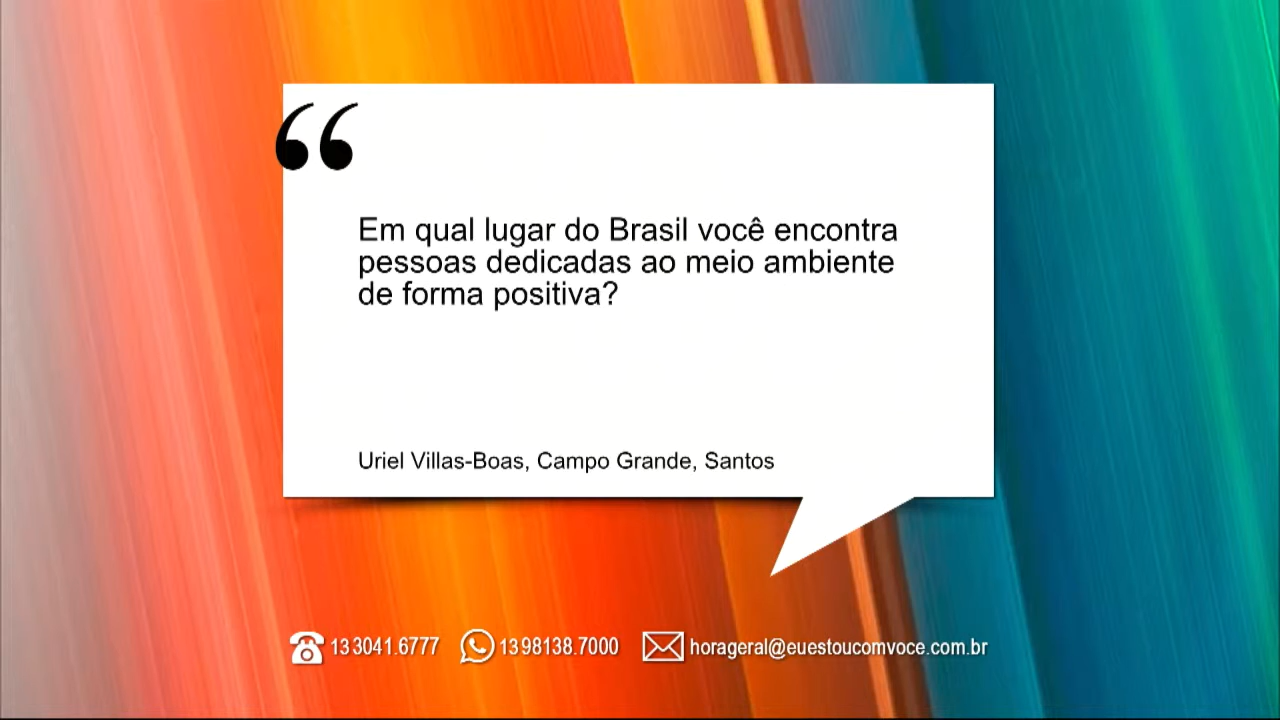 “
Em qual lugar do Brasil você encontra
pessoas dedicadas ao meio ambiente
de forma positiva?
Uriel Villas-Boas, Campo Grande, Santos
13 3041.6777 13 98138.7000 horageral@euestoucomvoce.com.br